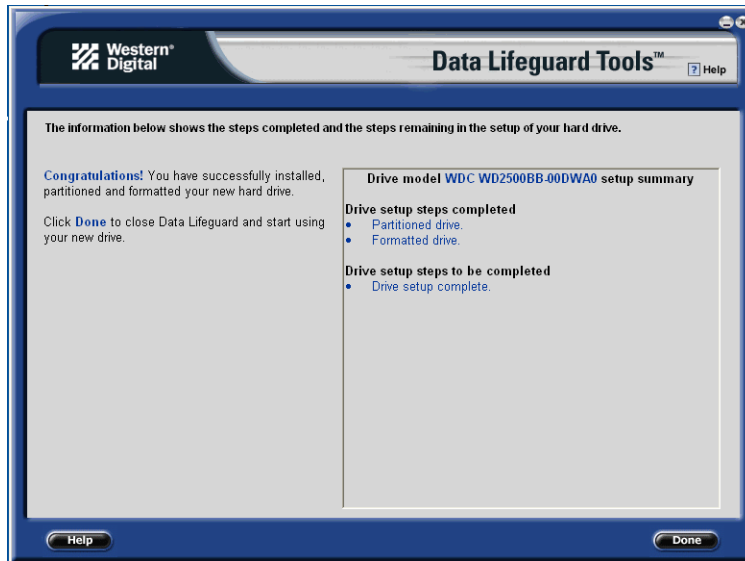 Western®
Digital
Data Lifeguard Tools™
? Help
The information below shows the steps completed and the steps remaining in the setup of your hard drive.
Congratulations! You have successfully installed,
partitioned and formatted your new hard drive.
Click Done to close Data Lifeguard and start using
your new drive.
Drive model WDC WD2500BB-00DWA0 setup summary
Drive setup steps completed
• Partitioned drive.
• Formatted drive.
Drive setup steps to be completed
• Drive setup complete.
Help
Done